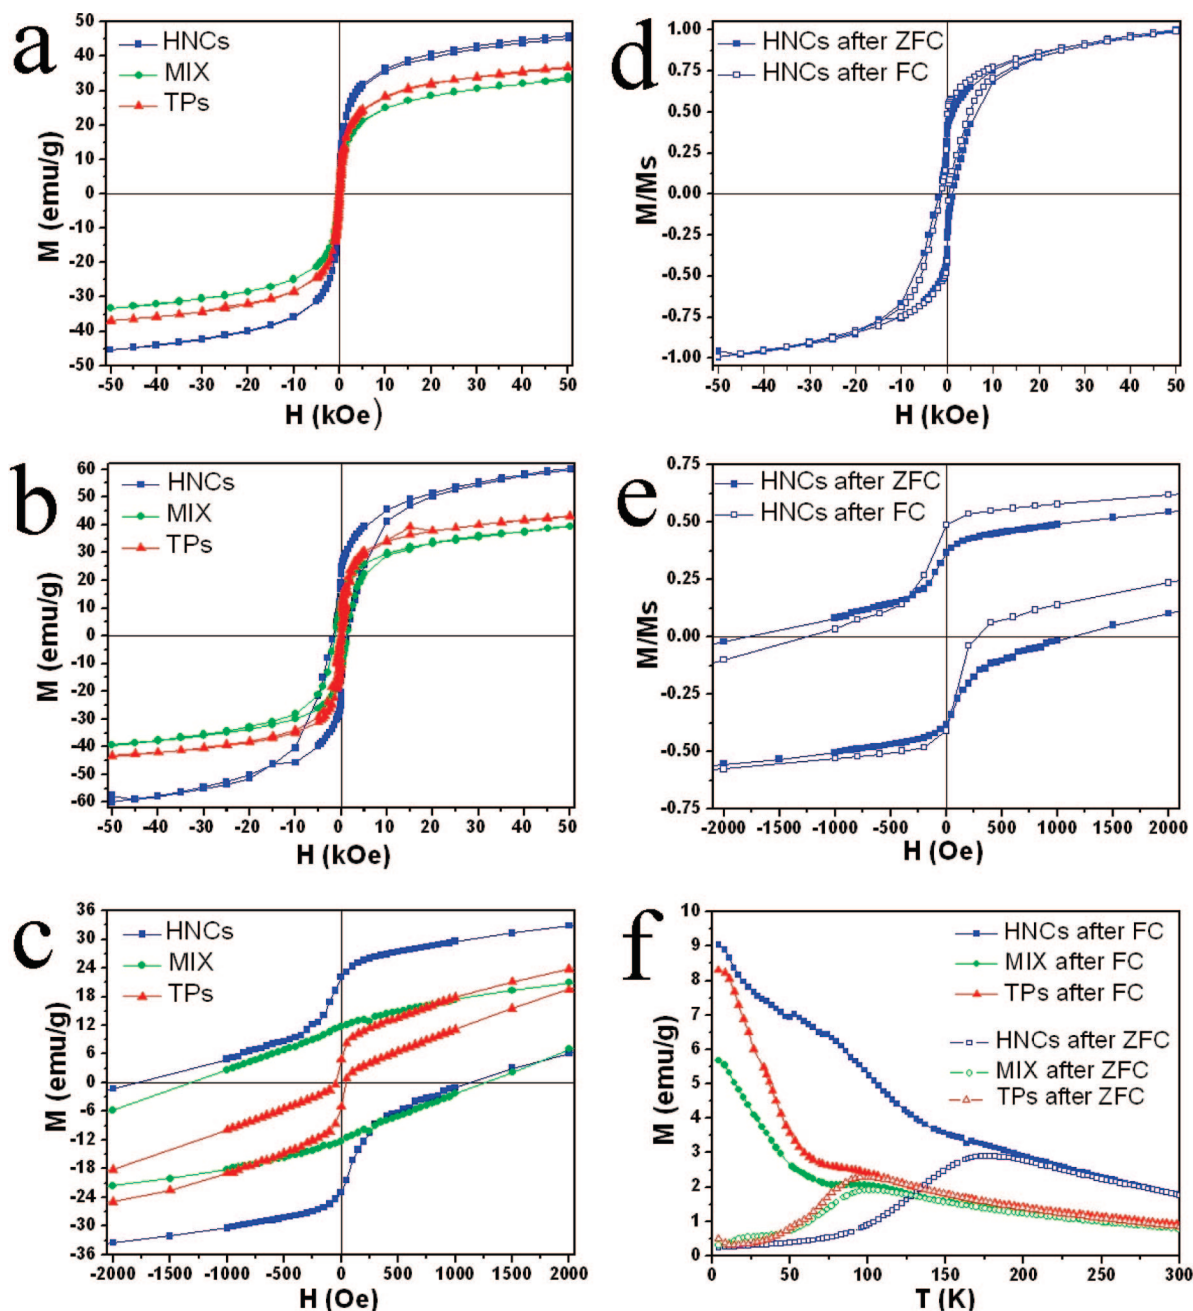 a
HNCs
MIX
TPs
M (emu/g)
50
40
30
20
10
0
-10
-20
-30
-40
-50
-50 -40 -30 -20 -10 0 10 20 30 40 50
H (kOe)
d
HNCs after ZFC
HNCs after FC
M/Ms
1.00
0.75
0.50
0.25
0.00
-0.25
-0.50
-0.75
-1.00
-50 -40 -30 -20 -10 0 10 20 30 40 50
H (kOe)
b
HNCs
MIX
TPs
M (emu/g)
60
50
40
30
20
10
0
-10
-20
-30
-40
-50
-60
-50 -40 -30 -20 -10 0 10 20 30 40 50
H (kOe)
e
HNCs after ZFC
HNCs after FC
M/Ms
0.75
0.50
0.25
0.00
-0.25
-0.50
-0.75
-2000 -1500 -1000 -500 0 500 1000 1500 2000
H (Oe)
c
HNCs
MIX
TPs
M (emu/g)
36
30
24
18
12
6
0
-6
-12
-18
-24
-30
-36
-2000 -1500 -1000 -500 0 500 1000 1500 2000
H (Oe)
f
HNCs after FC
MIX after FC
TPs after FC
HNCs after ZFC
MIX after ZFC
TPs after ZFC
M (emu/g)
10
9
8
7
6
5
4
3
2
1
0
0 50 100 150 200 250 300
T (K)